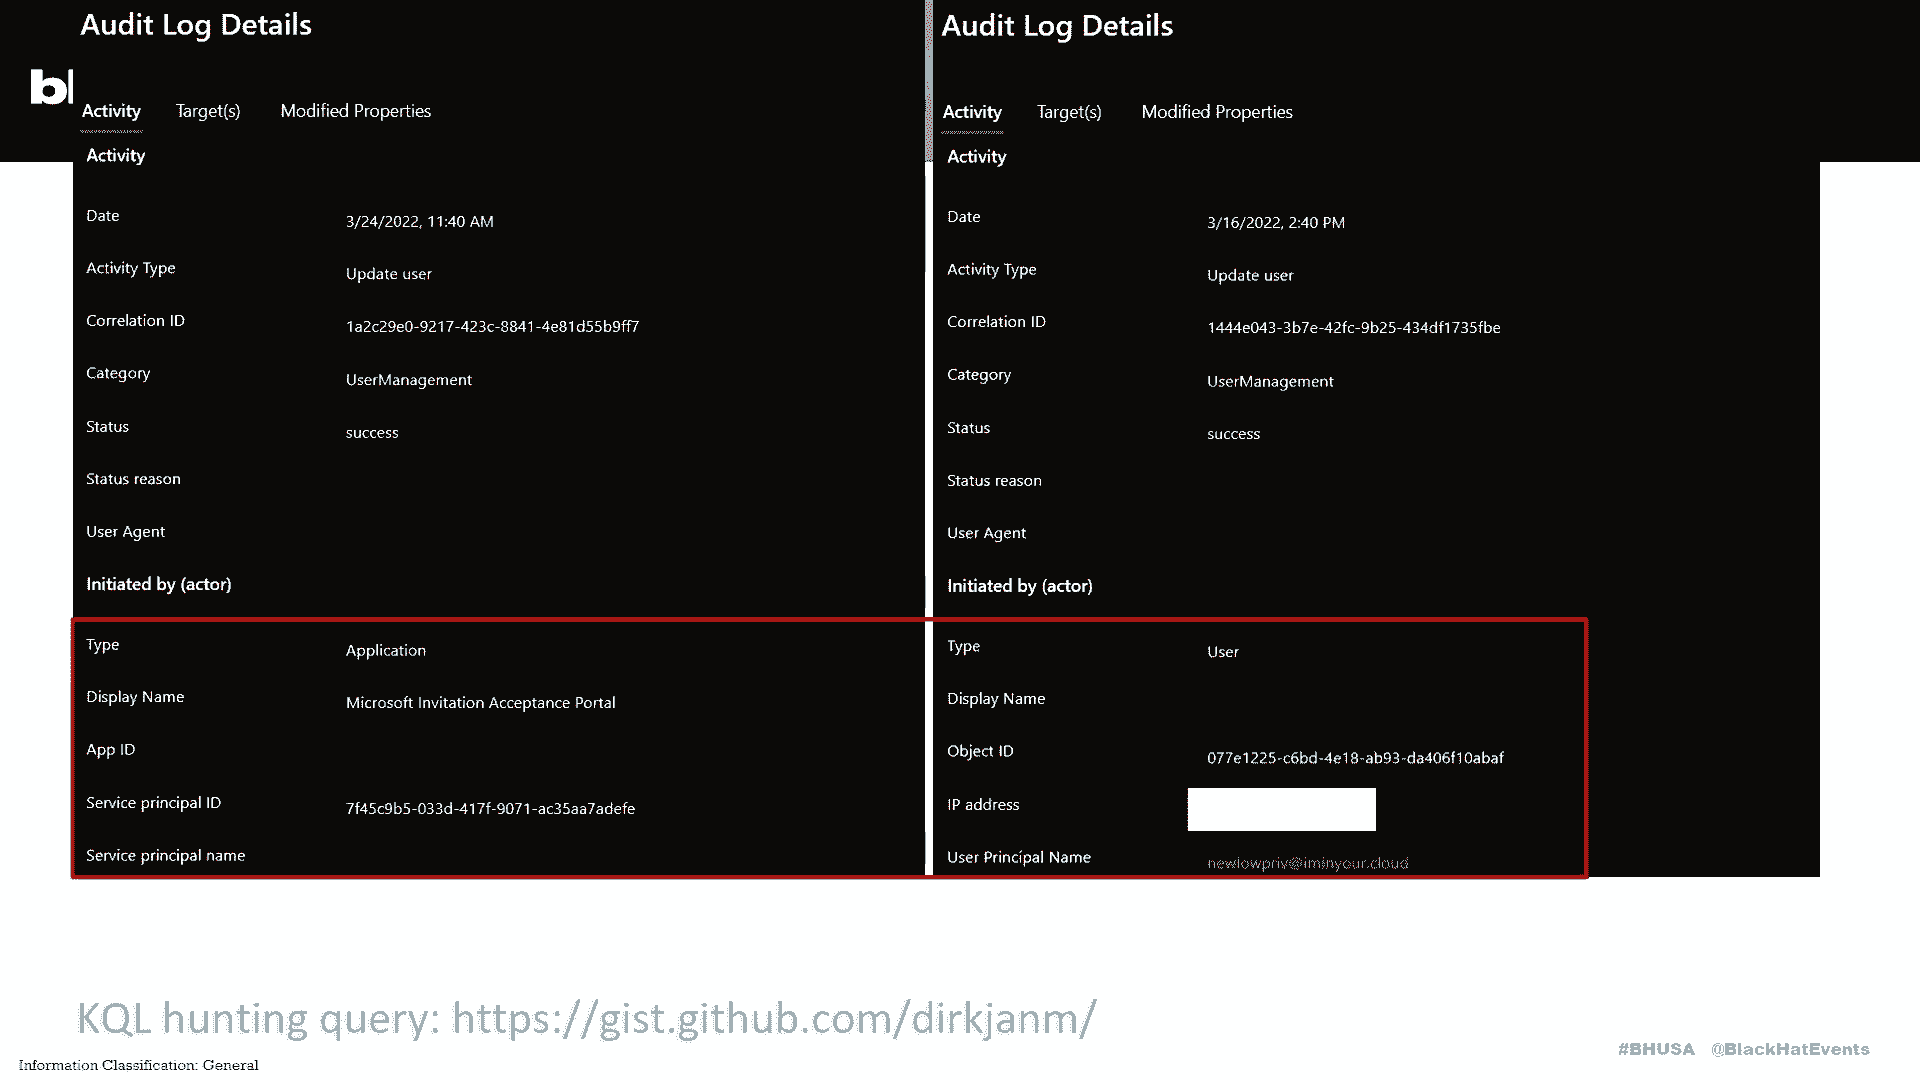 Audit Log Details
bl
Activity Target(s) Modified Properties
Activity
Date 3/24/2022, 11:40 AM
Activity Type Update user
Correlation ID 1a2c29e0-9217-423c-8841-4e81d55b9ff7
Category UserManagement
Status success
Status reason
User Agent
Initiated by (actor)
Type Application
Display Name Microsoft Invitation Acceptance Portal
App ID
Service principal ID 7f45c9b5-033d-417f-9071-ac35aa7adefe
Service principal name
Audit Log Details
Activity Target(s) Modified Properties
Activity
Date 3/16/2022, 2:40 PM
Activity Type Update user
Correlation ID 1444e043-3b7e-42fc-9b25-434df1735fbe
Category UserManagement
Status success
Status reason
User Agent
Initiated by (actor)
Type User
Display Name
Object ID 077e1225-c6bd-4e18-ab93-da406f10abaf
IP address
User Principal Name newlowpriv@iminyour.cloud
KQL hunting query: https://gist.github.com/dirkjanm/
Information Classification: General
#BHUSA @BlackHatEvents